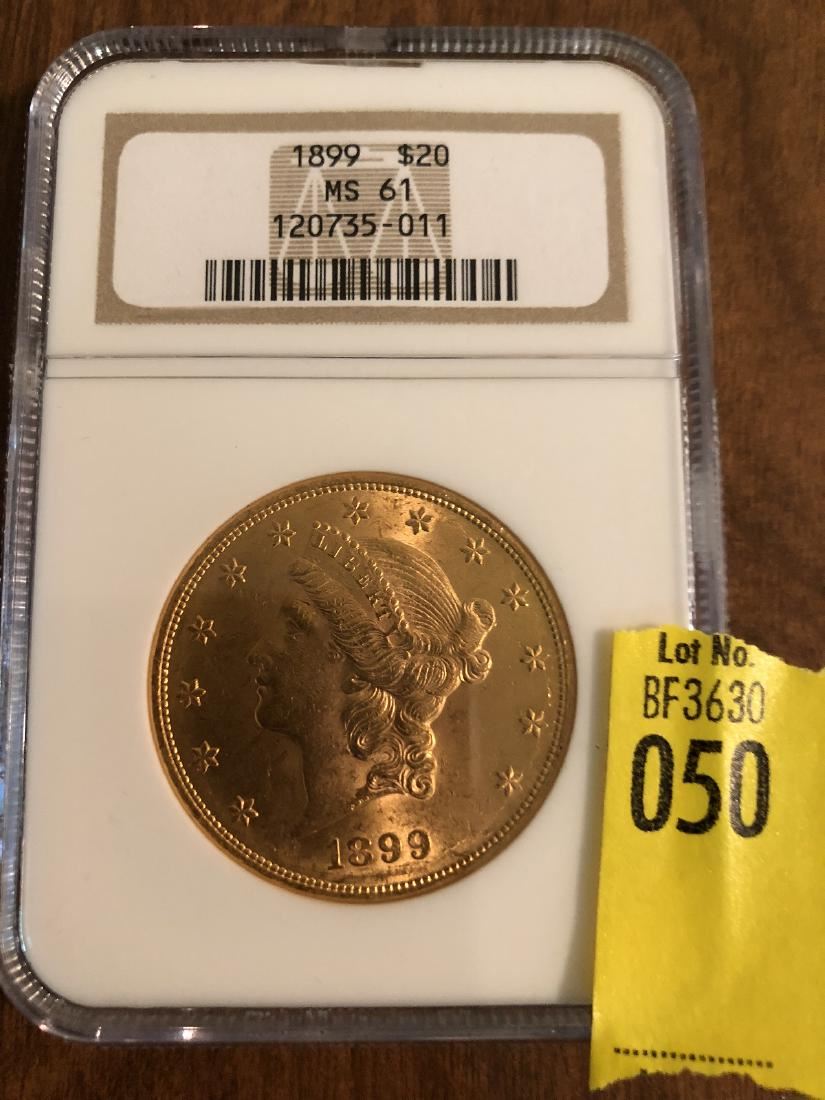 1899 $20
MS 61
120735-011
LIBERTY
1899
Lot No.
BF3630
050